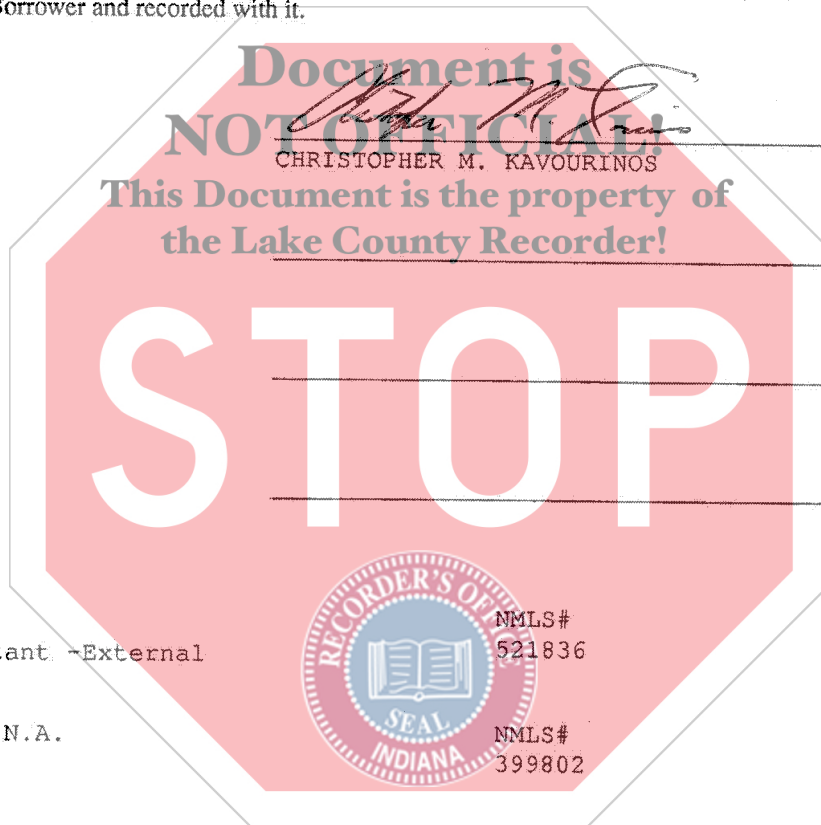 Borrower and recorded with it.
Document is
NOT OFFICIAL!
CHRISTOPHER M. KAVOURINOS
This Document is the property of
the Lake County Recorder!
STOP
RECORDER'S OFFICE
SEAL
INDIANA
NMLS#
-External
521836
N.A.
NMLS#
399802